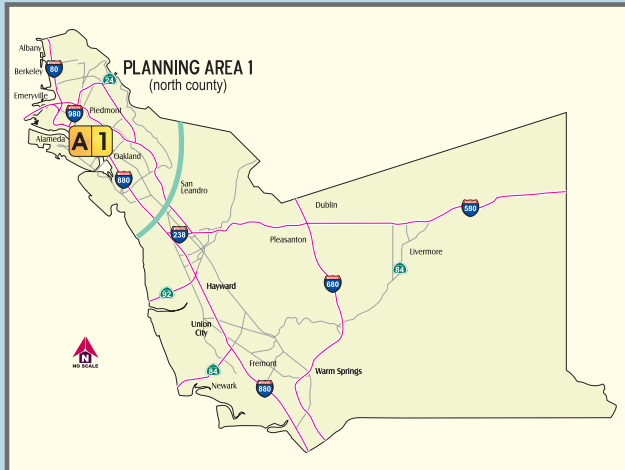 Albany
80
Berkeley
24
PLANNING AREA 1
(north county)
Emeryville
980
Piedmont
Alameda
A 1
Oakland
880
San
Leandro
Dublin
580
238
Pleasanton
Livermore
84
680
Hayward
92
Union
City
N
NO SCALE
Fremont
84
Warm Springs
Newark
880